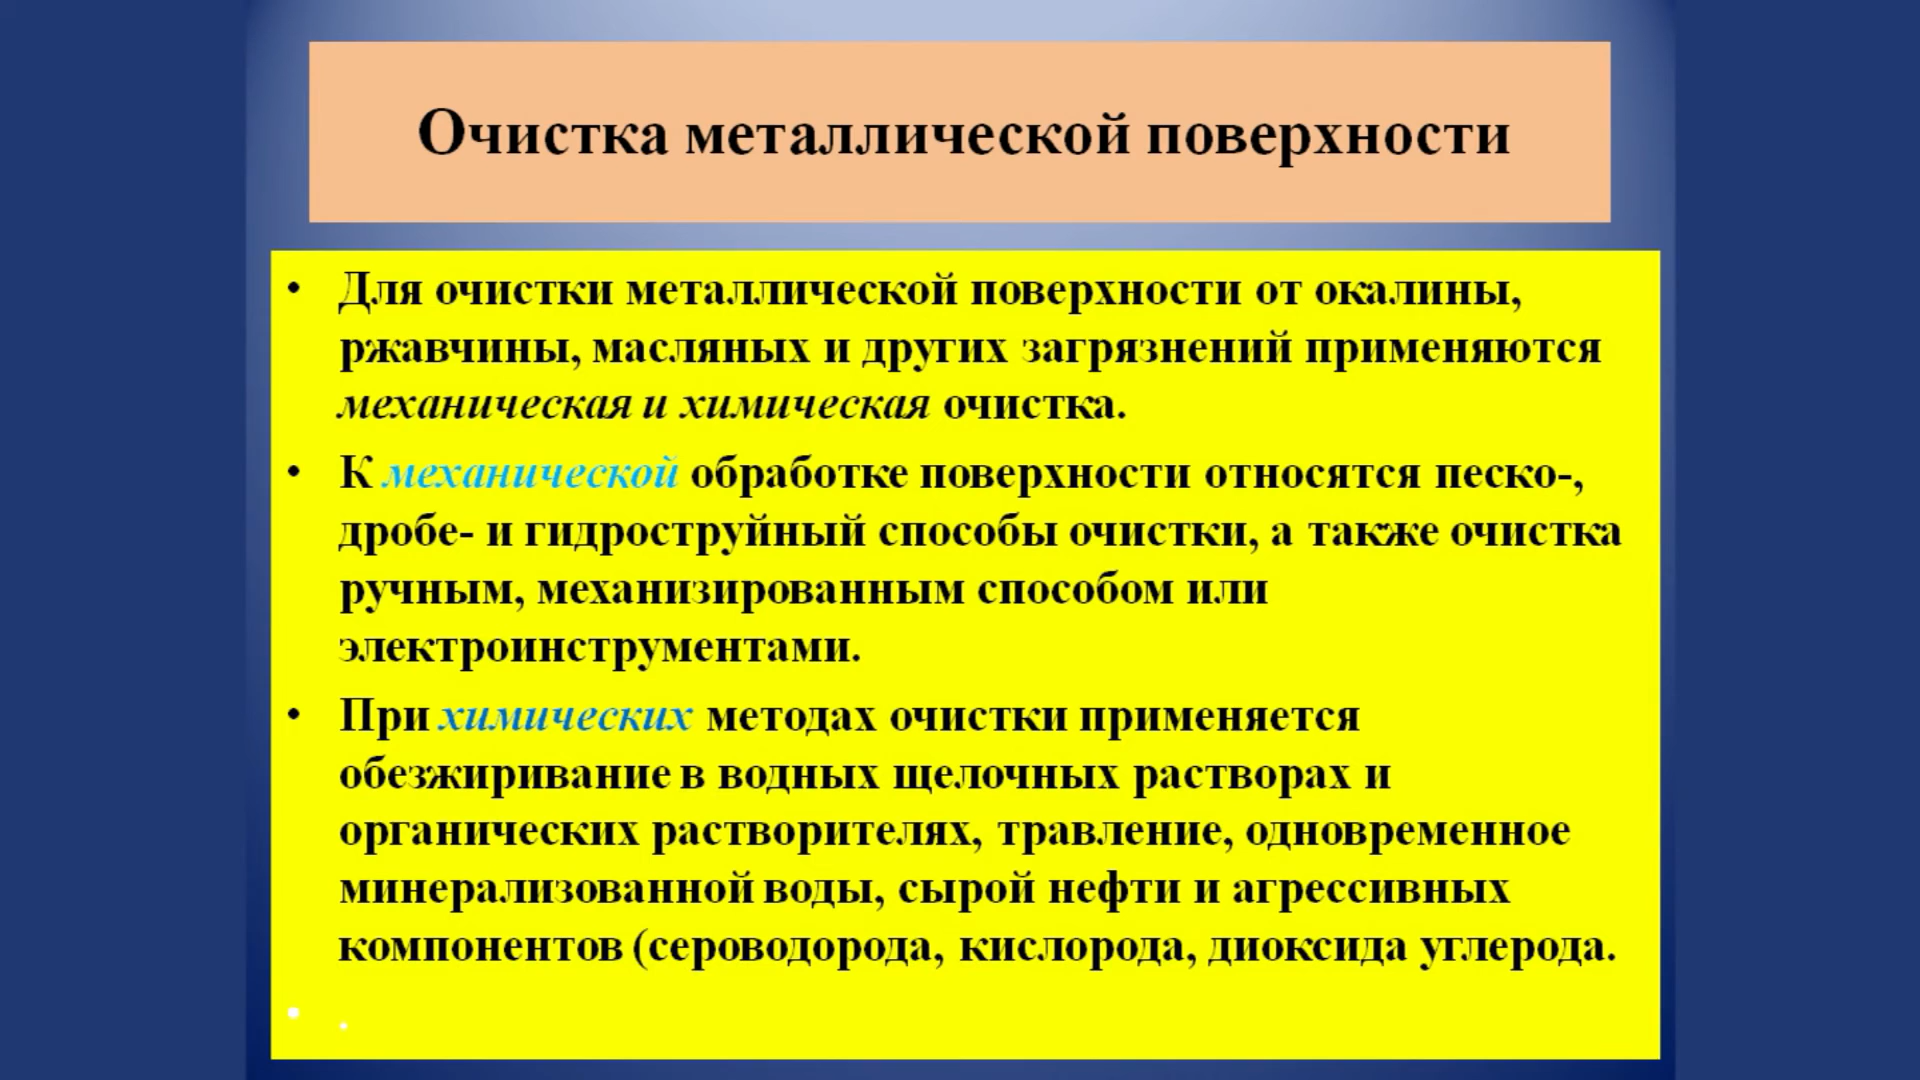 Очистка металлической поверхности
• Для очистки металлической поверхности от окалины,
ржавчины, масляных и других загрязнений применяются
механическая и химическая очистка.
• К механической обработке поверхности относятся песко-,
дробе- и гидроструйный способы очистки, а также очистка
ручным, механизированным способом или
электроинструментами.
• При химических методах очистки применяется
обезжиривание в водных щелочных растворах и
органических растворителях, травление, одновременное
минерализованной воды, сырой нефти и агрессивных
компонентов (сероводорода, кислорода, диоксида углерода.
• .